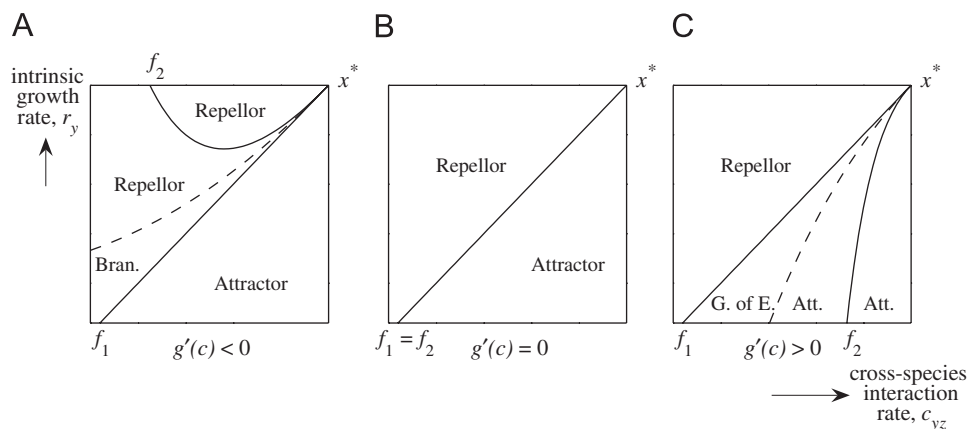 A
B
C
intrinsic
growth
rate, r_y
f_2
x*
Repellor
Repellor
Bran.
Attractor
f_1
g′(c) < 0
x*
Repellor
Attractor
f_1 = f_2
g′(c) = 0
x*
Repellor
G. of E.
Att.
Att.
f_1
g′(c) > 0
f_2
cross-species
interaction
rate, c_yz